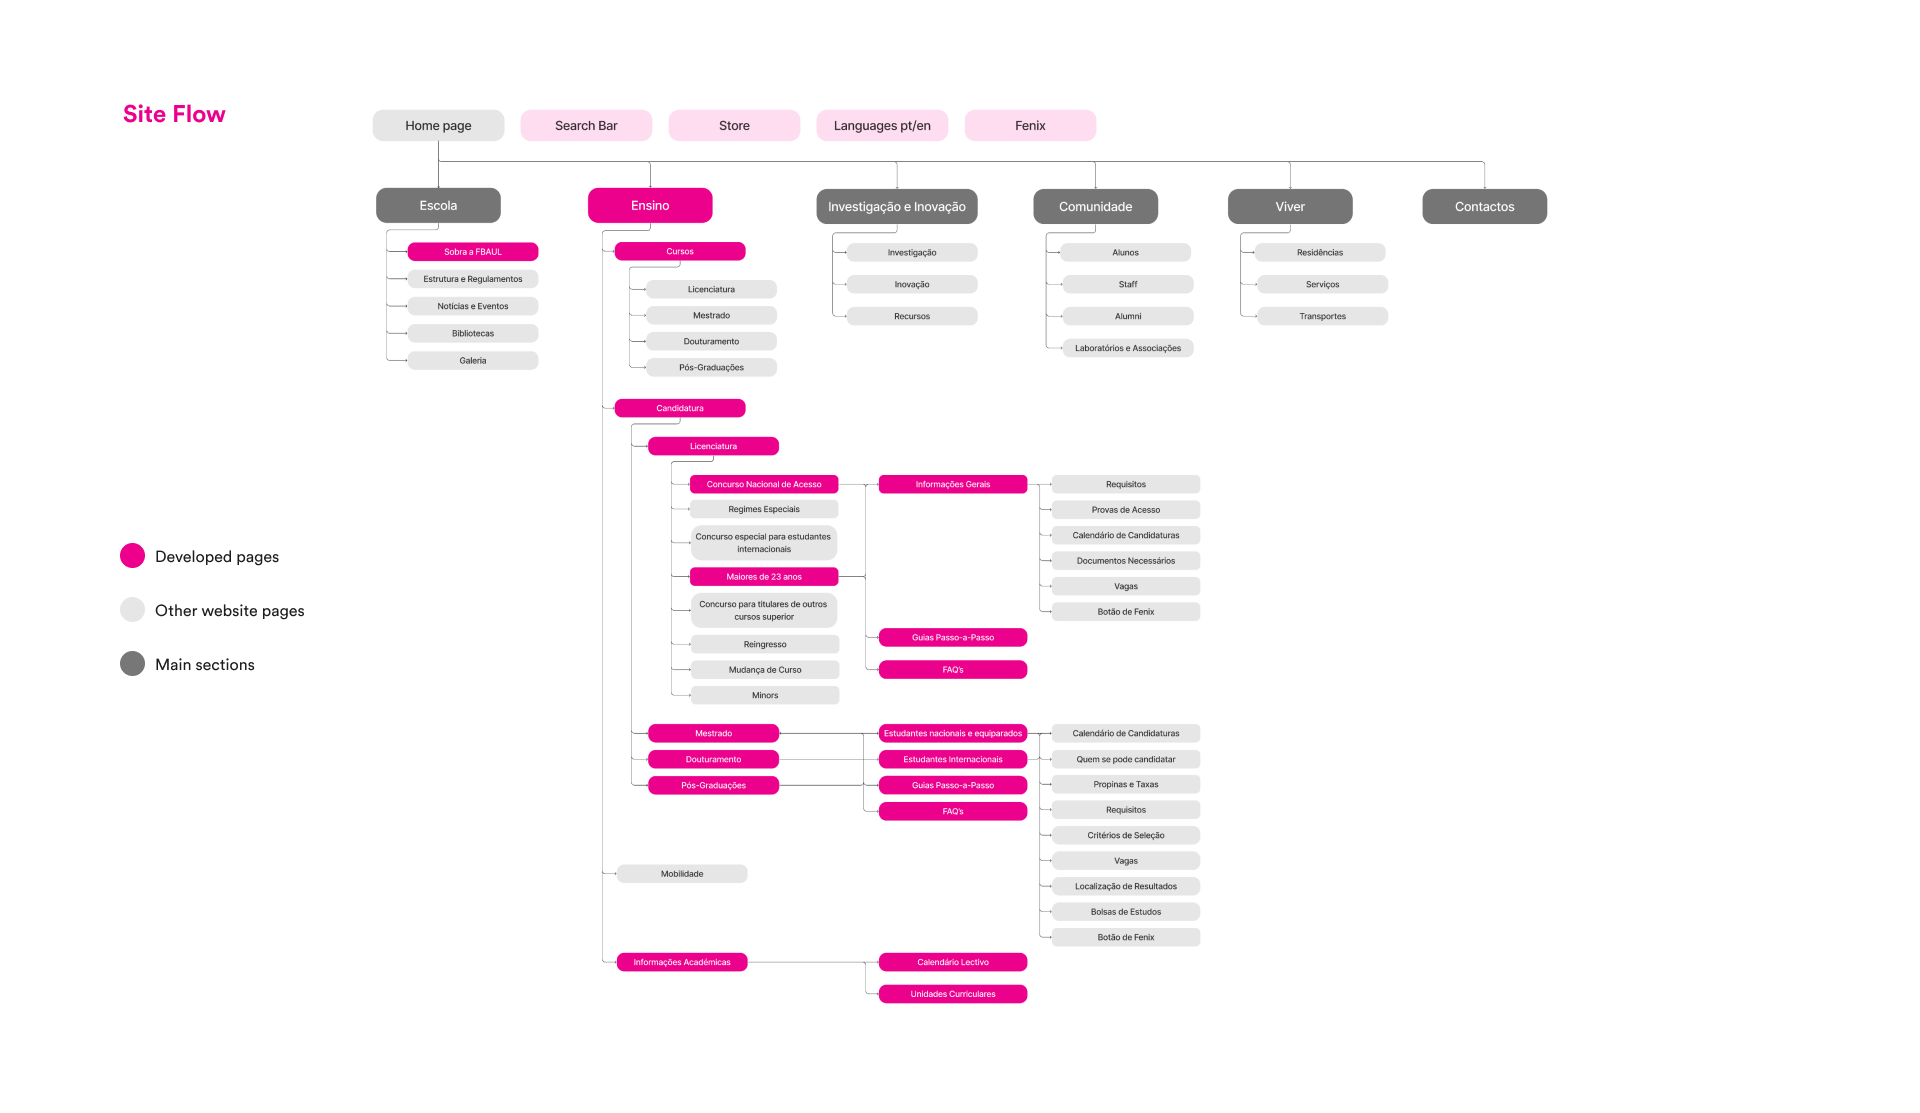 Site Flow
Home page
Search Bar
Store
Languages pt/en
Fenix
Escola
Ensino
Investigação e Inovação
Comunidade
Viver
Contactos
Sobra a FBAUL
Estrutura e Regulamentos
Notícias e Eventos
Bibliotecas
Galeria
Cursos
Licenciatura
Mestrado
Douturamento
Pós-Graduações
Investigação
Inovação
Recursos
Alunos
Staff
Alumni
Laboratórios e Associações
Residências
Serviços
Transportes
Candidatura
Licenciatura
Concurso Nacional de Acesso
Regimes Especiais
Concurso especial para estudantes
internacionais
Maiores de 23 anos
Concurso para titulares de outros
cursos superior
Reingresso
Mudança de Curso
Minors
Informações Gerais
Guias Passo-a-Passo
FAQ's
Requisitos
Provas de Acesso
Calendário de Candidaturas
Documentos Necessários
Vagas
Botão de Fenix
Developed pages
Other website pages
Main sections
Mestrado
Douturamento
Pós-Graduações
Estudantes nacionais e equiparados
Estudantes Internacionais
Guias Passo-a-Passo
FAQ's
Calendário de Candidaturas
Quem se pode candidatar
Propinas e Taxas
Requisitos
Critérios de Seleção
Vagas
Localização de Resultados
Bolsas de Estudos
Botão de Fenix
Mobilidade
Informações Académicas
Calendário Lectivo
Unidades Curriculares